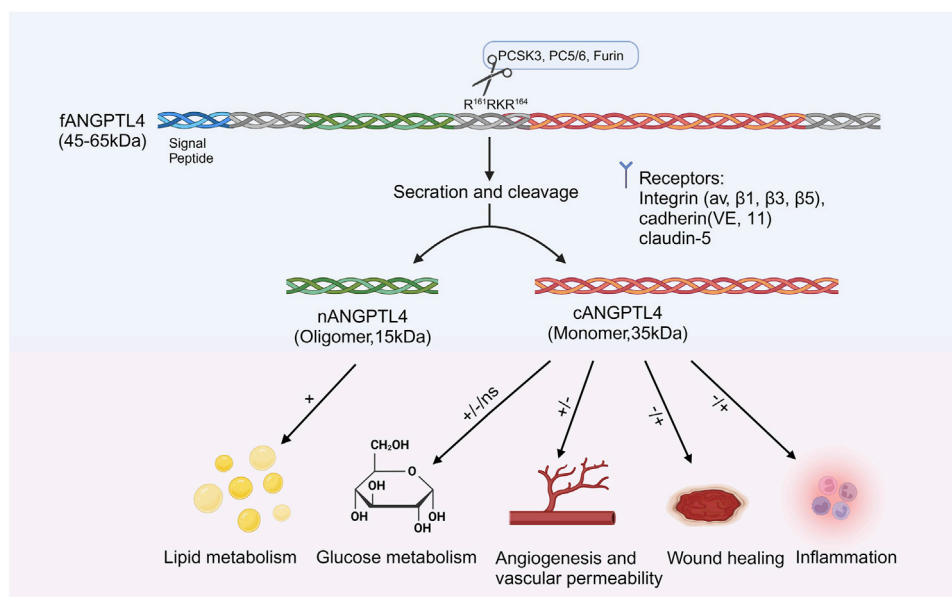 PCSK3, PC5/6, Furin
R¹⁶¹RKR¹⁶⁴
fANGPTL4
(45-65kDa)
Signal
Peptide
Secration and cleavage
Receptors:
Integrin (av, β1, β3, β5),
cadherin(VE, 11)
claudin-5
nANGPTL4
(Oligomer,15kDa)
cANGPTL4
(Monomer,35kDa)
+
+/-/ns
+/-
-/+
-/+
CH₂OH
O
OH
OH
OH
OH
Lipid metabolism
Glucose metabolism
Angiogenesis and
vascular permeability
Wound healing
Inflammation